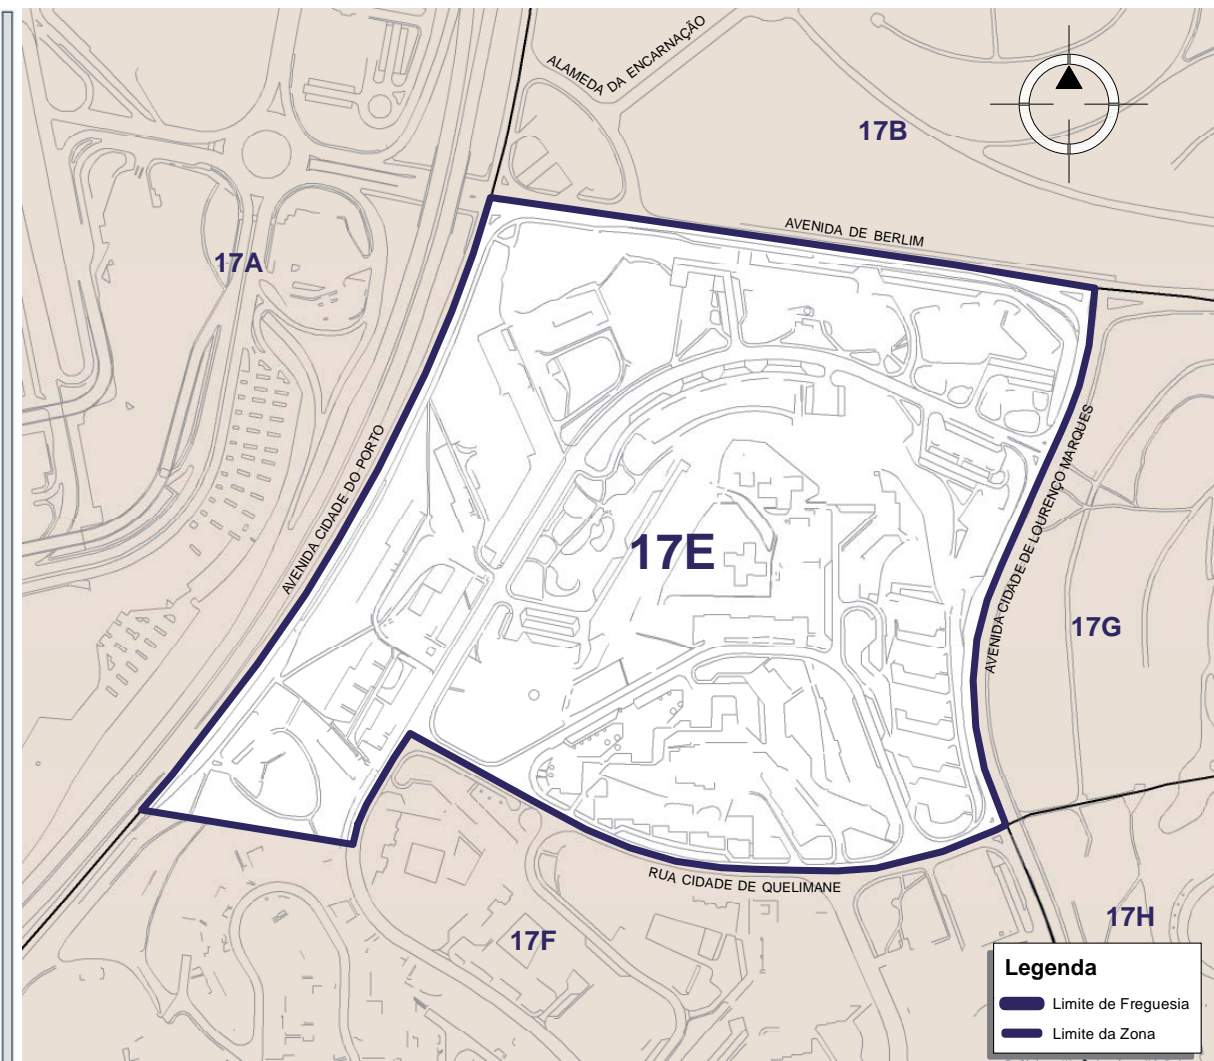 ALAMEDA DA ENCARNAÇÃO
17B
AVENIDA DE BERLIM
17A
AVENIDA CIDADE DO PORTO
AVENIDA CIDADE DE LOURENÇO MARQUES
17E
17G
RUA CIDADE DE QUELIMANE
17H
17F
Legenda
Limite de Freguesia
Limite da Zona